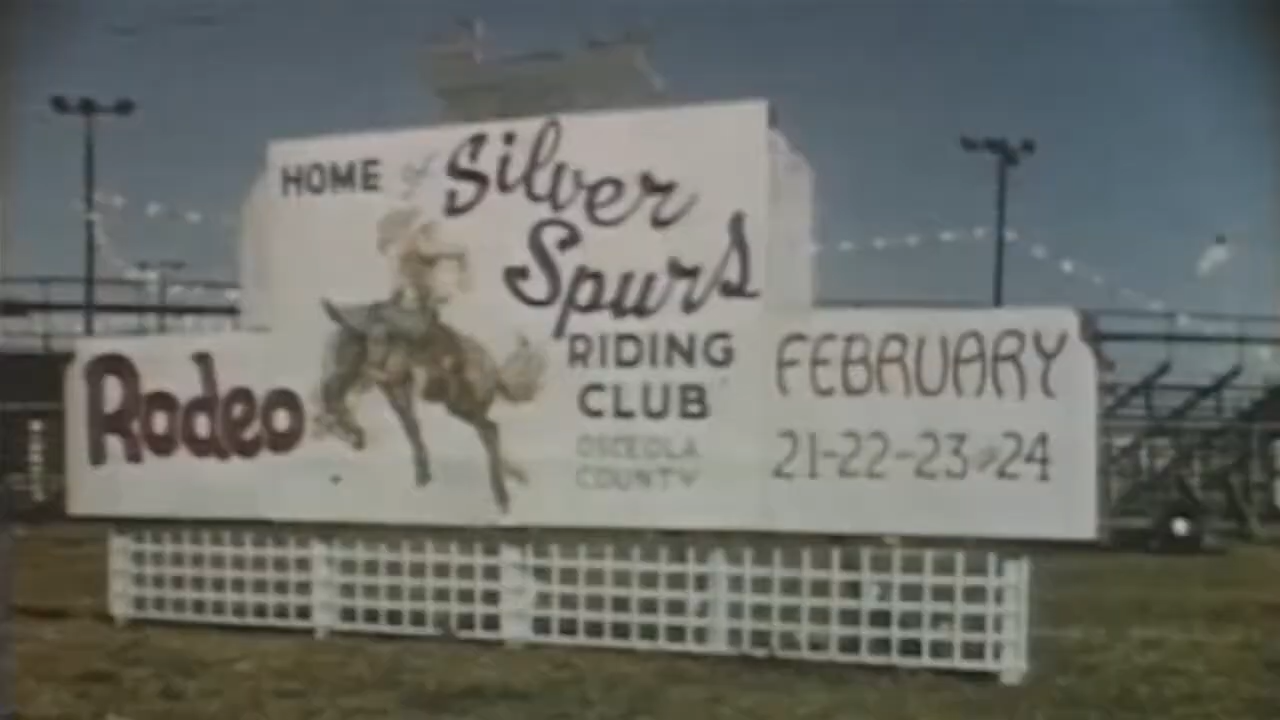 HOME of Silver
Spurs
RIDING
CLUB
OSCEOLA
COUNTY
Rodeo
FEBRUARY
21-22-23 & 24